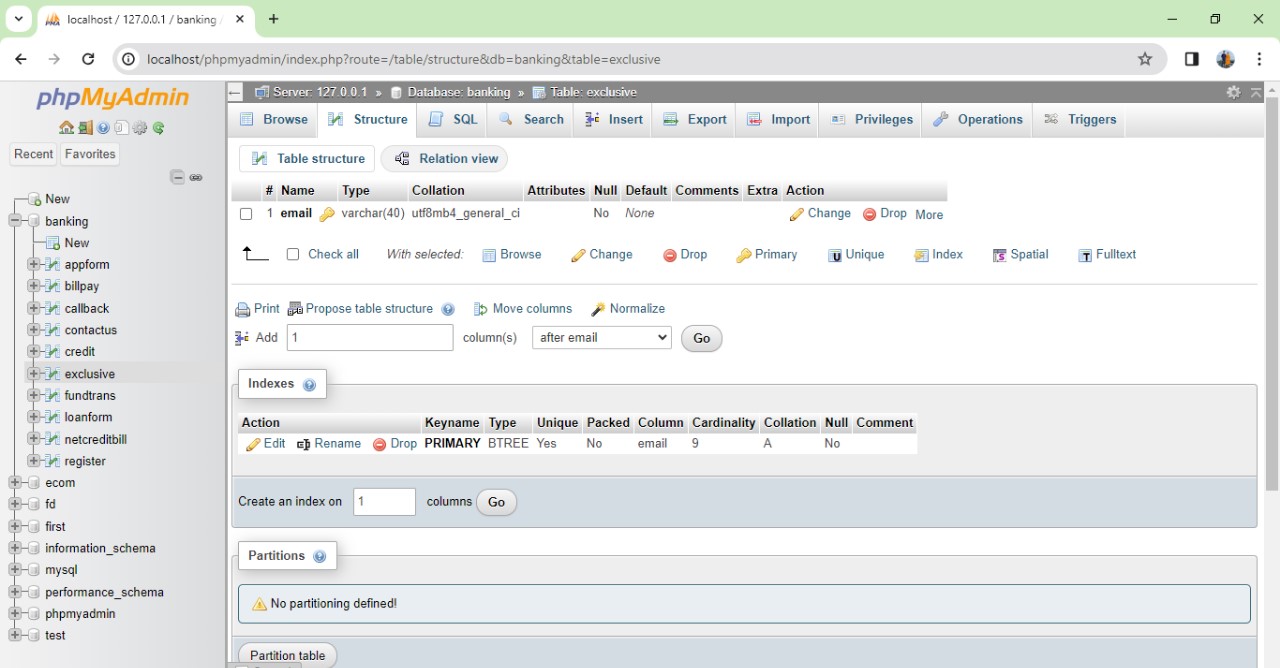 localhost / 127.0.0.1 / banking
localhost/phpmyadmin/index.php?route=/table/structure&db=banking&table=exclusive
phpMyAdmin
Recent Favorites
New
banking
New
appform
billpay
callback
contactus
credit
exclusive
fundtrans
loanform
netcreditbill
register
ecom
fd
first
information_schema
mysql
performance_schema
phpmyadmin
test
Server: 127.0.0.1 » Database: banking » Table: exclusive
Browse Structure SQL Search Insert Export Import Privileges Operations Triggers
Table structure Relation view
# Name Type Collation Attributes Null Default Comments Extra Action
1 email varchar(40) utf8mb4_general_ci No None Change Drop More
Check all With selected: Browse Change Drop Primary Unique Index Spatial Fulltext
Print Propose table structure Move columns Normalize
Add 1 column(s) after email Go
Indexes
Action Keyname Type Unique Packed Column Cardinality Collation Null Comment
Edit Rename Drop PRIMARY BTREE Yes No email 9 A No
Create an index on 1 columns Go
Partitions
No partitioning defined!
Partition table